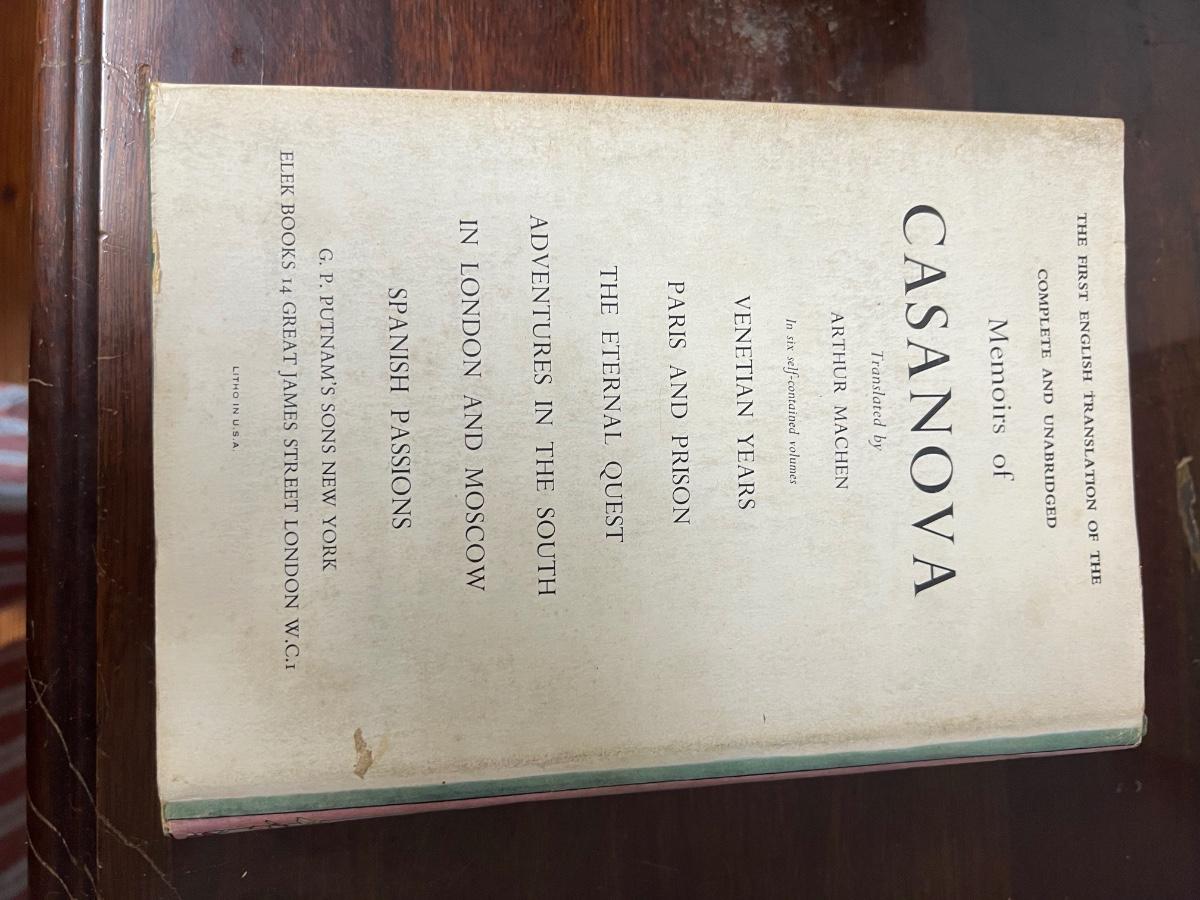 THE FIRST ENGLISH TRANSLATION OF THE
COMPLETE AND UNABRIDGED
Memoirs of
CASANOVA
Translated by
ARTHUR MACHEN
In six self-contained volumes
VENETIAN YEARS
PARIS AND PRISON
THE ETERNAL QUEST
ADVENTURES IN THE SOUTH
IN LONDON AND MOSCOW
SPANISH PASSIONS
G. P. PUTNAM'S SONS NEW YORK
ELEK BOOKS 14 GREAT JAMES STREET LONDON W.C.1
LITHO IN U.S.A.